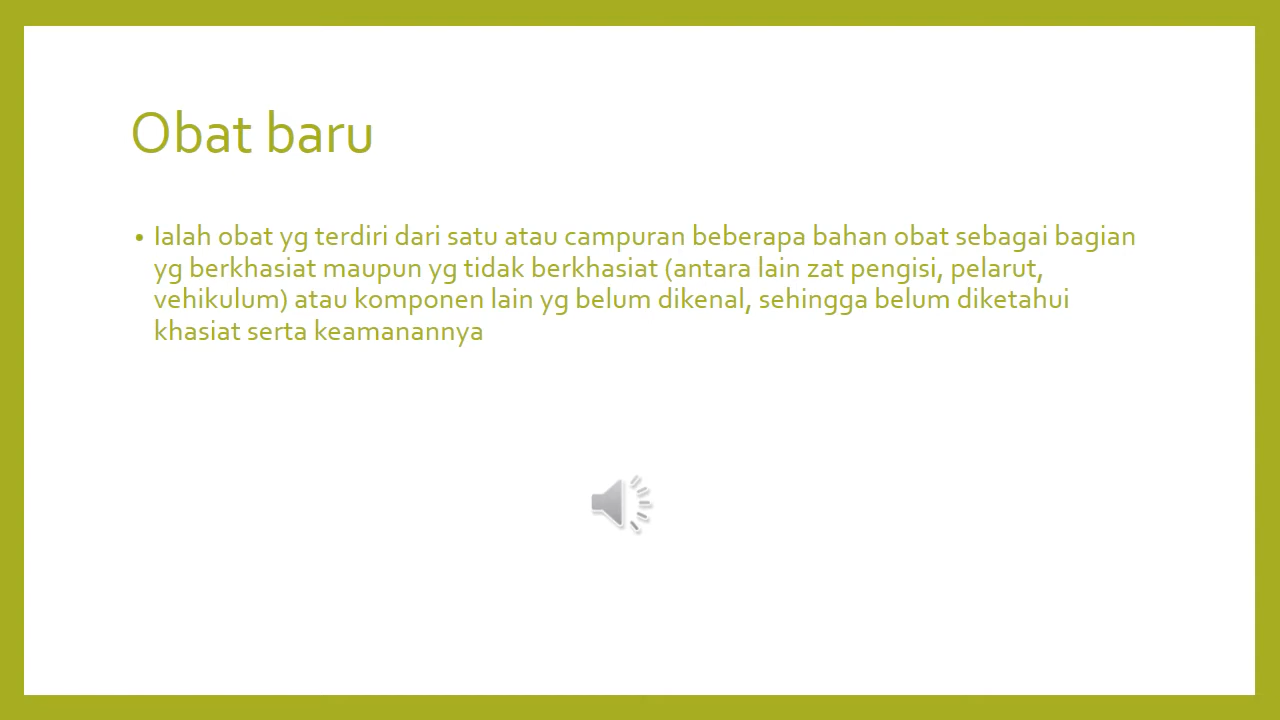 Obat baru
• Ialah obat yg terdiri dari satu atau campuran beberapa bahan obat sebagai bagian
yg berkhasiat maupun yg tidak berkhasiat (antara lain zat pengisi, pelarut,
vehikulum) atau komponen lain yg belum dikenal, sehingga belum diketahui
khasiat serta keamanannya